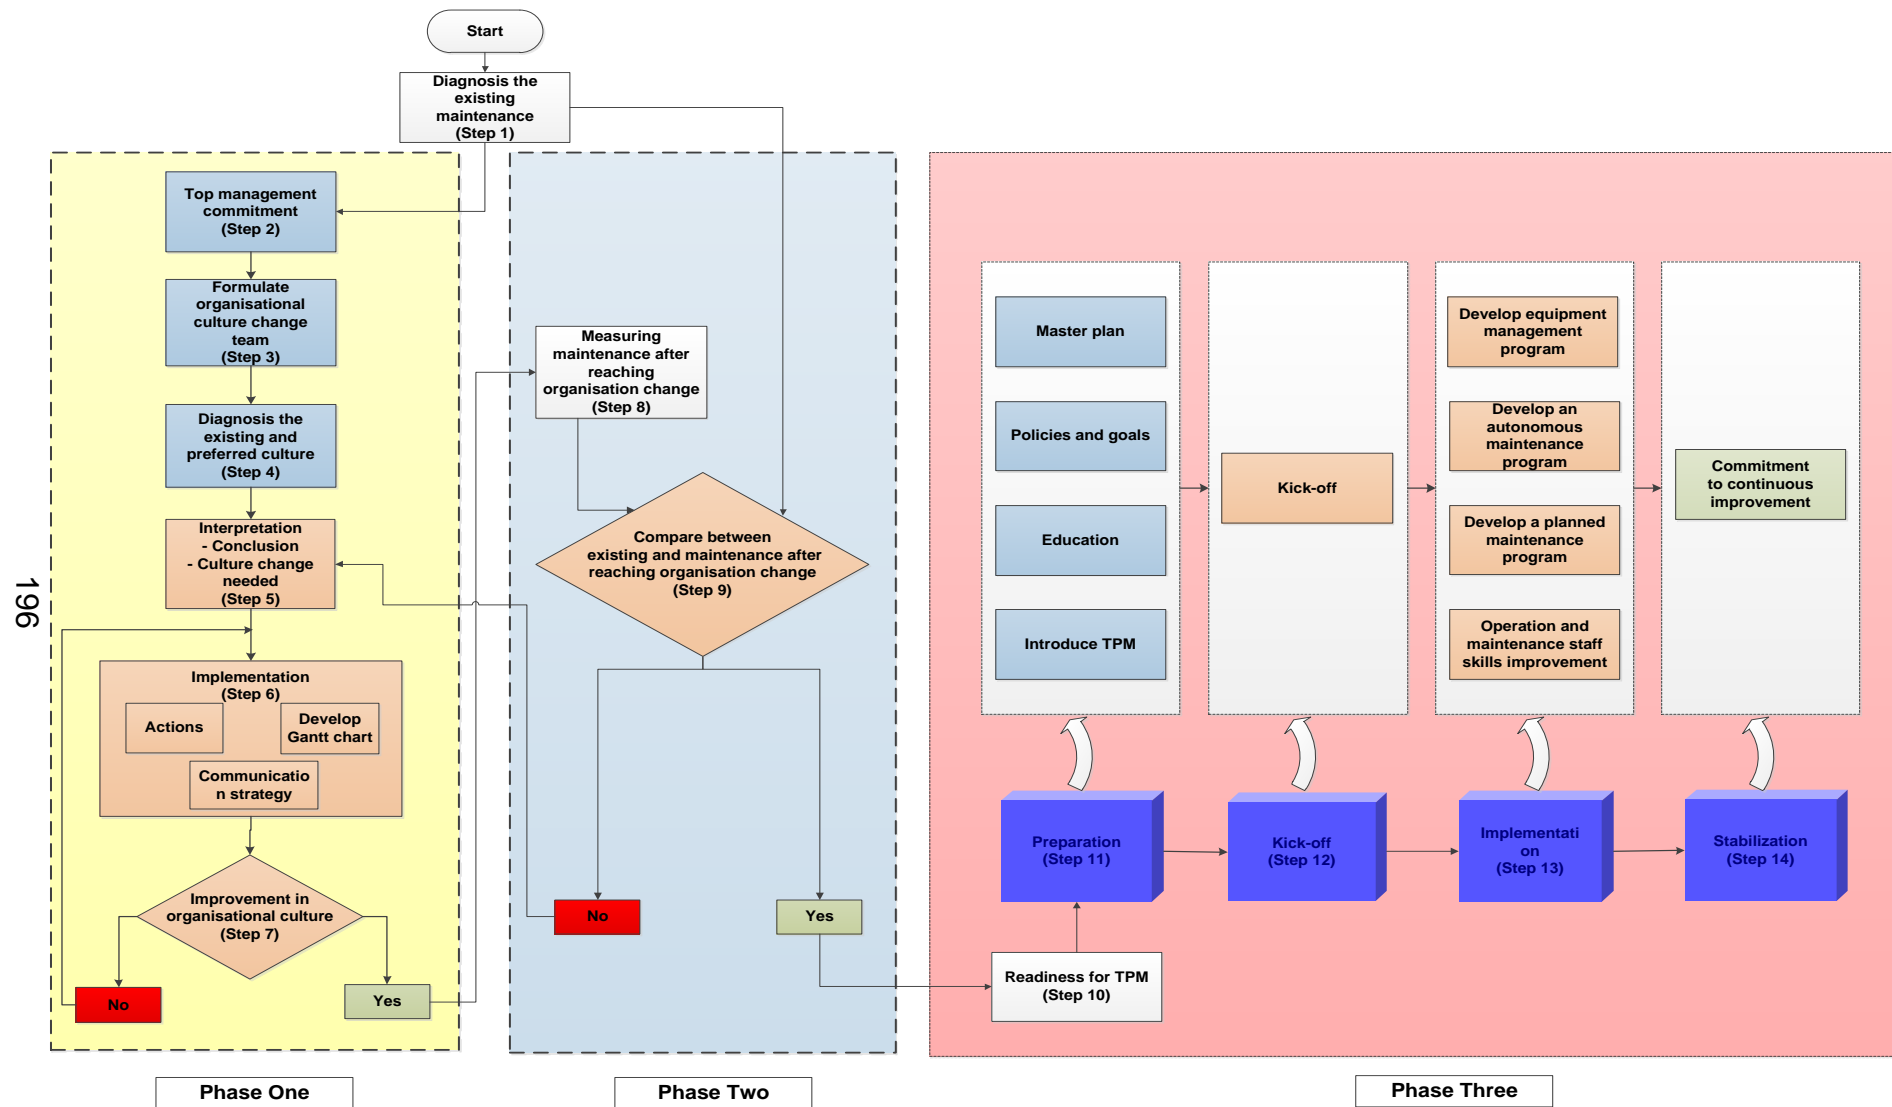 Start
Diagnosis the
existing
maintenance
(Step 1)
Top management
commitment
(Step 2)
Formulate
organisational
culture change
team
(Step 3)
Diagnosis the
existing and
preferred culture
(Step 4)
Interpretation
- Conclusion
- Culture change
needed
(Step 5)
Implementation
(Step 6)
Actions
Develop
Gantt chart
Communicatio
n strategy
Improvement in
organisational culture
(Step 7)
No
Yes
Phase One
Measuring
maintenance after
reaching
organisation change
(Step 8)
Compare between
existing and maintenance after
reaching organisation change
(Step 9)
No
Yes
Phase Two
Master plan
Policies and goals
Education
Introduce TPM
Kick-off
Develop equipment
management
program
Develop an
autonomous
maintenance
program
Develop a planned
maintenance
program
Operation and
maintenance staff
skills improvement
Commitment
to continuous
improvement
Preparation
(Step 11)
Kick-off
(Step 12)
Implementati
on
(Step 13)
Stabilization
(Step 14)
Readiness for TPM
(Step 10)
Phase Three
196